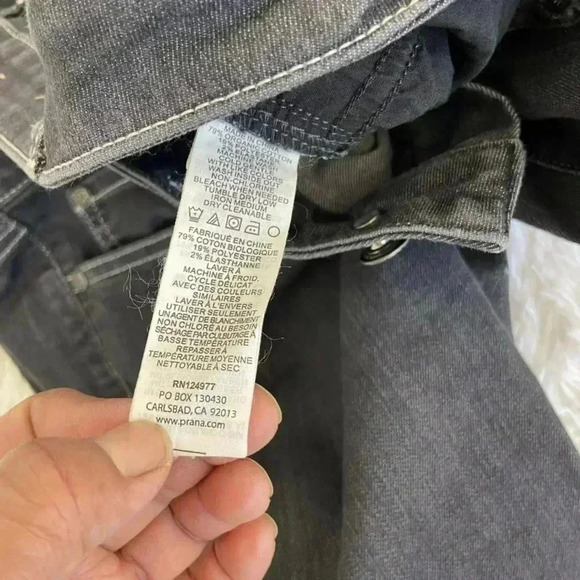 MADE IN CHINA
79% ORGANIC COTTON
19% POLYESTER
2% ELASTANE
MACHINE WASH
WITH LIKE COLORS
WASH INSIDE OUT
NON-CHLORINE
BLEACH WHEN NEEDED
TUMBLE DRY LOW
IRON MEDIUM
DRY CLEANABLE
FABRIQUÉ EN CHINE
79% COTON BIOLOGIQUE
19% POLYESTER
2% ÉLASTHANNE
LAVER À
MACHINE À FROID.
CYCLE DÉLICAT
AVEC DES COULEURS
SIMILAIRES
LAVER À L'ENVERS
UTILISER SEULEMENT
UN AGENT DE BLANCHIMENT
NON CHLORÉ AU BESOIN
SÉCHAGE PAR CULBUTAGE À
BASSE TEMPÉRATURE
REPASSER À
TEMPÉRATURE MOYENNE
NETTOYABLE À SEC
RN124977
PO BOX 130430
CARLSBAD, CA 92013
www.prana.com